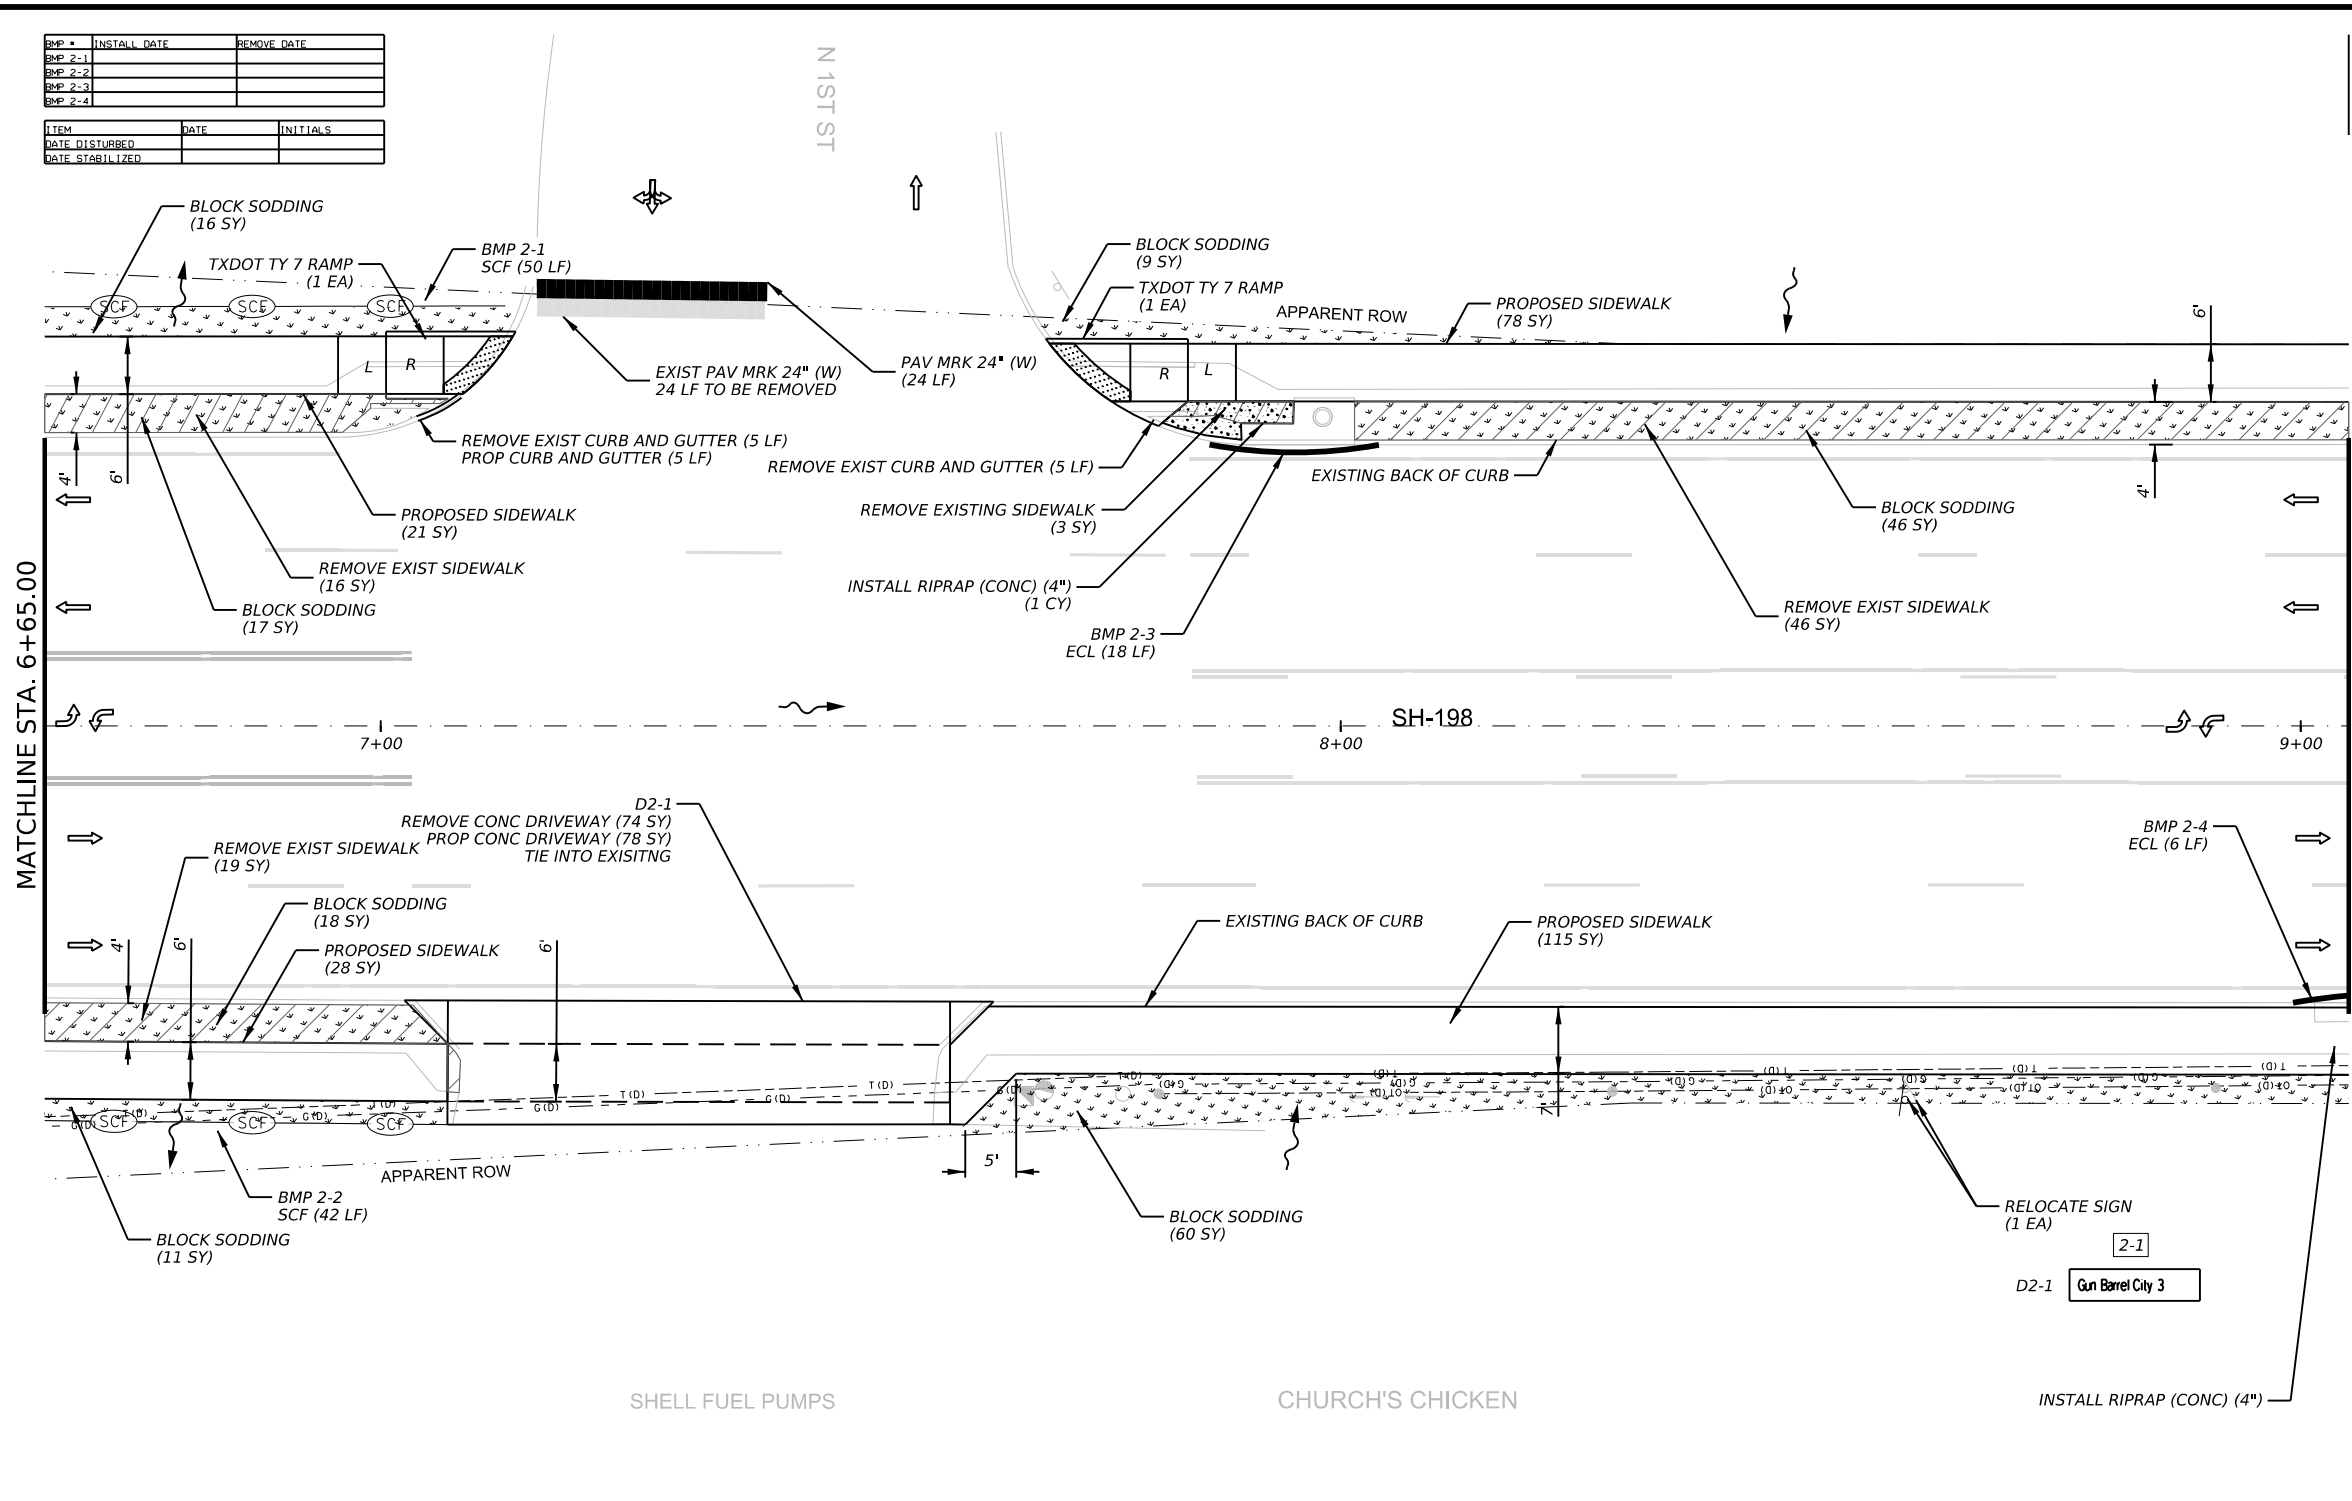 BMP # INSTALL DATE REMOVE DATE
BMP 2-1
BMP 2-2
BMP 2-3
BMP 2-4
ITEM DATE INITIALS
DATE DISTURBED
DATE STABILIZED
N 1ST ST
BLOCK SODDING
(16 SY)
TXDOT TY 7 RAMP
(1 EA)
BMP 2-1
SCF (50 LF)
SCF SCF SCF
BLOCK SODDING
(9 SY)
TXDOT TY 7 RAMP
(1 EA)
APPARENT ROW
PROPOSED SIDEWALK
(78 SY)
6'
L R
EXIST PAV MRK 24" (W)
24 LF TO BE REMOVED
PAV MRK 24" (W)
(24 LF)
R L
4'
6'
REMOVE EXIST CURB AND GUTTER (5 LF)
PROP CURB AND GUTTER (5 LF)
REMOVE EXIST CURB AND GUTTER (5 LF)
EXISTING BACK OF CURB
4'
PROPOSED SIDEWALK
(21 SY)
REMOVE EXISTING SIDEWALK
(3 SY)
BLOCK SODDING
(46 SY)
REMOVE EXIST SIDEWALK
(16 SY)
INSTALL RIPRAP (CONC) (4")
(1 CY)
BLOCK SODDING
(17 SY)
REMOVE EXIST SIDEWALK
(46 SY)
BMP 2-3
ECL (18 LF)
MATCHLINE STA. 6+65.00
SH-198
7+00
8+00
9+00
D2-1
REMOVE CONC DRIVEWAY (74 SY)
PROP CONC DRIVEWAY (78 SY)
TIE INTO EXISITNG
REMOVE EXIST SIDEWALK
(19 SY)
BMP 2-4
ECL (6 LF)
BLOCK SODDING
(18 SY)
EXISTING BACK OF CURB
PROPOSED SIDEWALK
(115 SY)
4'
6'
6'
PROPOSED SIDEWALK
(28 SY)
T(D) T(D) T(D) T(D) T(D) T(D) T(D) T(D) T(D)
G(D) G(D) G(D) G(D) G(D) G(D) G(D) G(D) G(D) G(D)
OT(D) OT(D) OT(D) OT(D)
SCF SCF SCF
7'
APPARENT ROW
5'
BMP 2-2
SCF (42 LF)
BLOCK SODDING
(11 SY)
BLOCK SODDING
(60 SY)
RELOCATE SIGN
(1 EA)
2-1
D2-1 Gun Barrel City 3
SHELL FUEL PUMPS
CHURCH'S CHICKEN
INSTALL RIPRAP (CONC) (4")